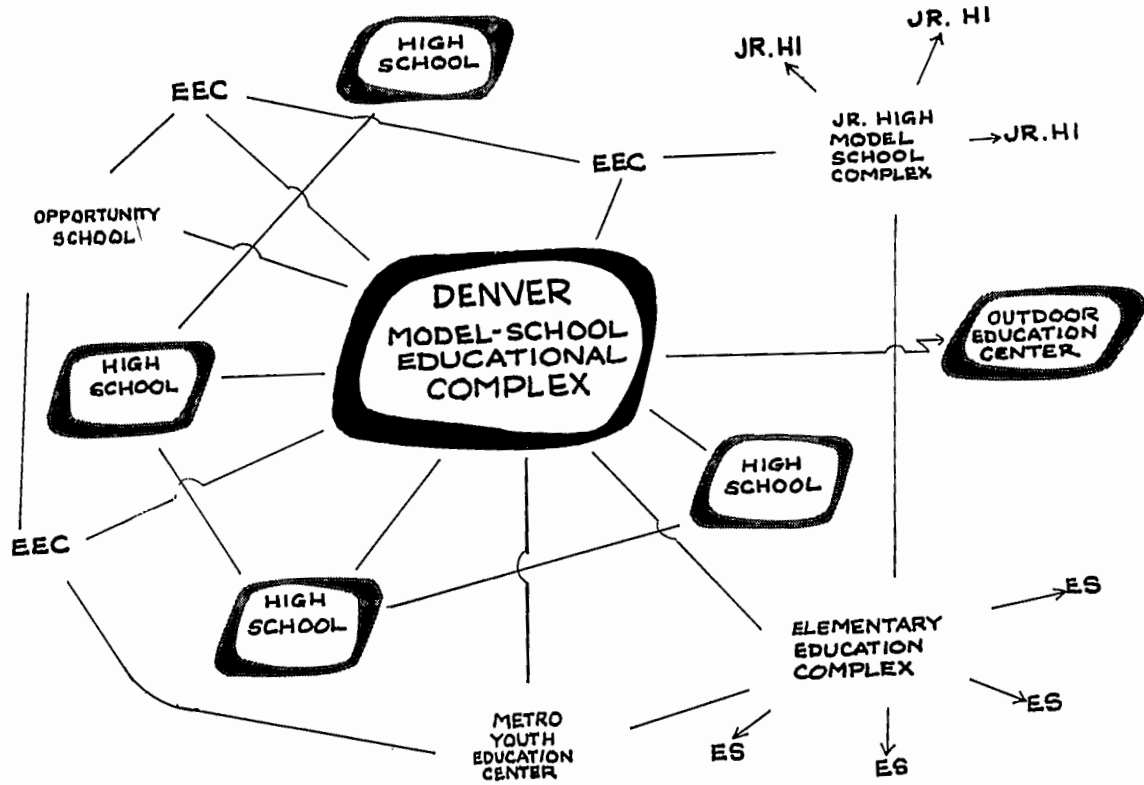 JR. HI
HIGH
SCHOOL
JR.HI
EEC
JR. HIGH
MODEL
SCHOOL
COMPLEX
JR.HI
EEC
OPPORTUNITY
SCHOOL
DENVER
MODEL-SCHOOL
EDUCATIONAL
COMPLEX
OUTDOOR
EDUCATION
CENTER
HIGH
SCHOOL
HIGH
SCHOOL
EEC
HIGH
SCHOOL
ES
ELEMENTARY
EDUCATION
COMPLEX
ES
METRO
YOUTH
EDUCATION
CENTER
ES
ES